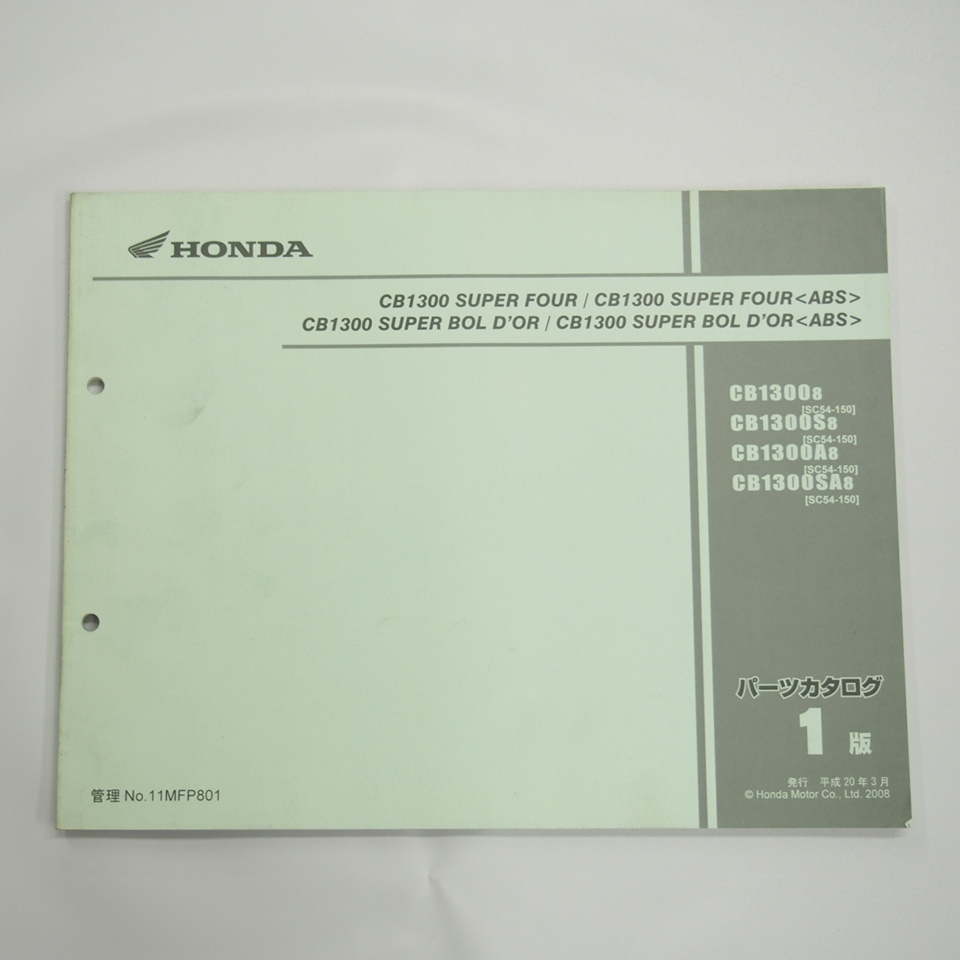 HONDA
CB1300 SUPER FOUR / CB1300 SUPER FOUR<ABS>
CB1300 SUPER BOL D'OR / CB1300 SUPER BOL D'OR<ABS>
CB13008
[SC54-150]
CB1300S8
[SC54-150]
CB1300A8
[SC54-150]
CB1300SA8
[SC54-150]
パーツカタログ
1 版
発行 平成20年3月
© Honda Motor Co., Ltd. 2008
管理 No.11MFP801